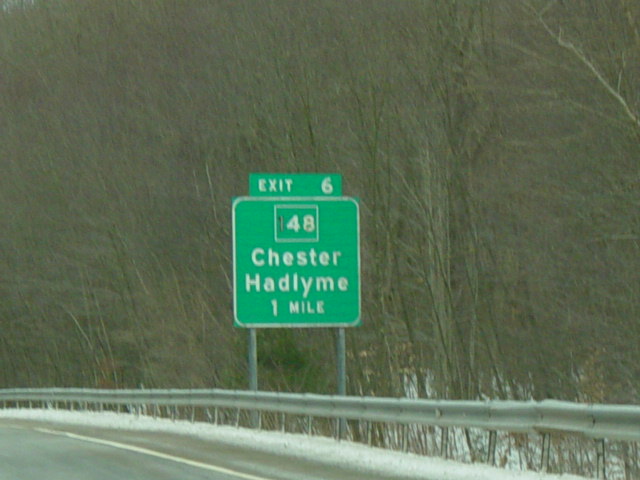 EXIT 6
148
Chester
Hadlyme
1 MILE